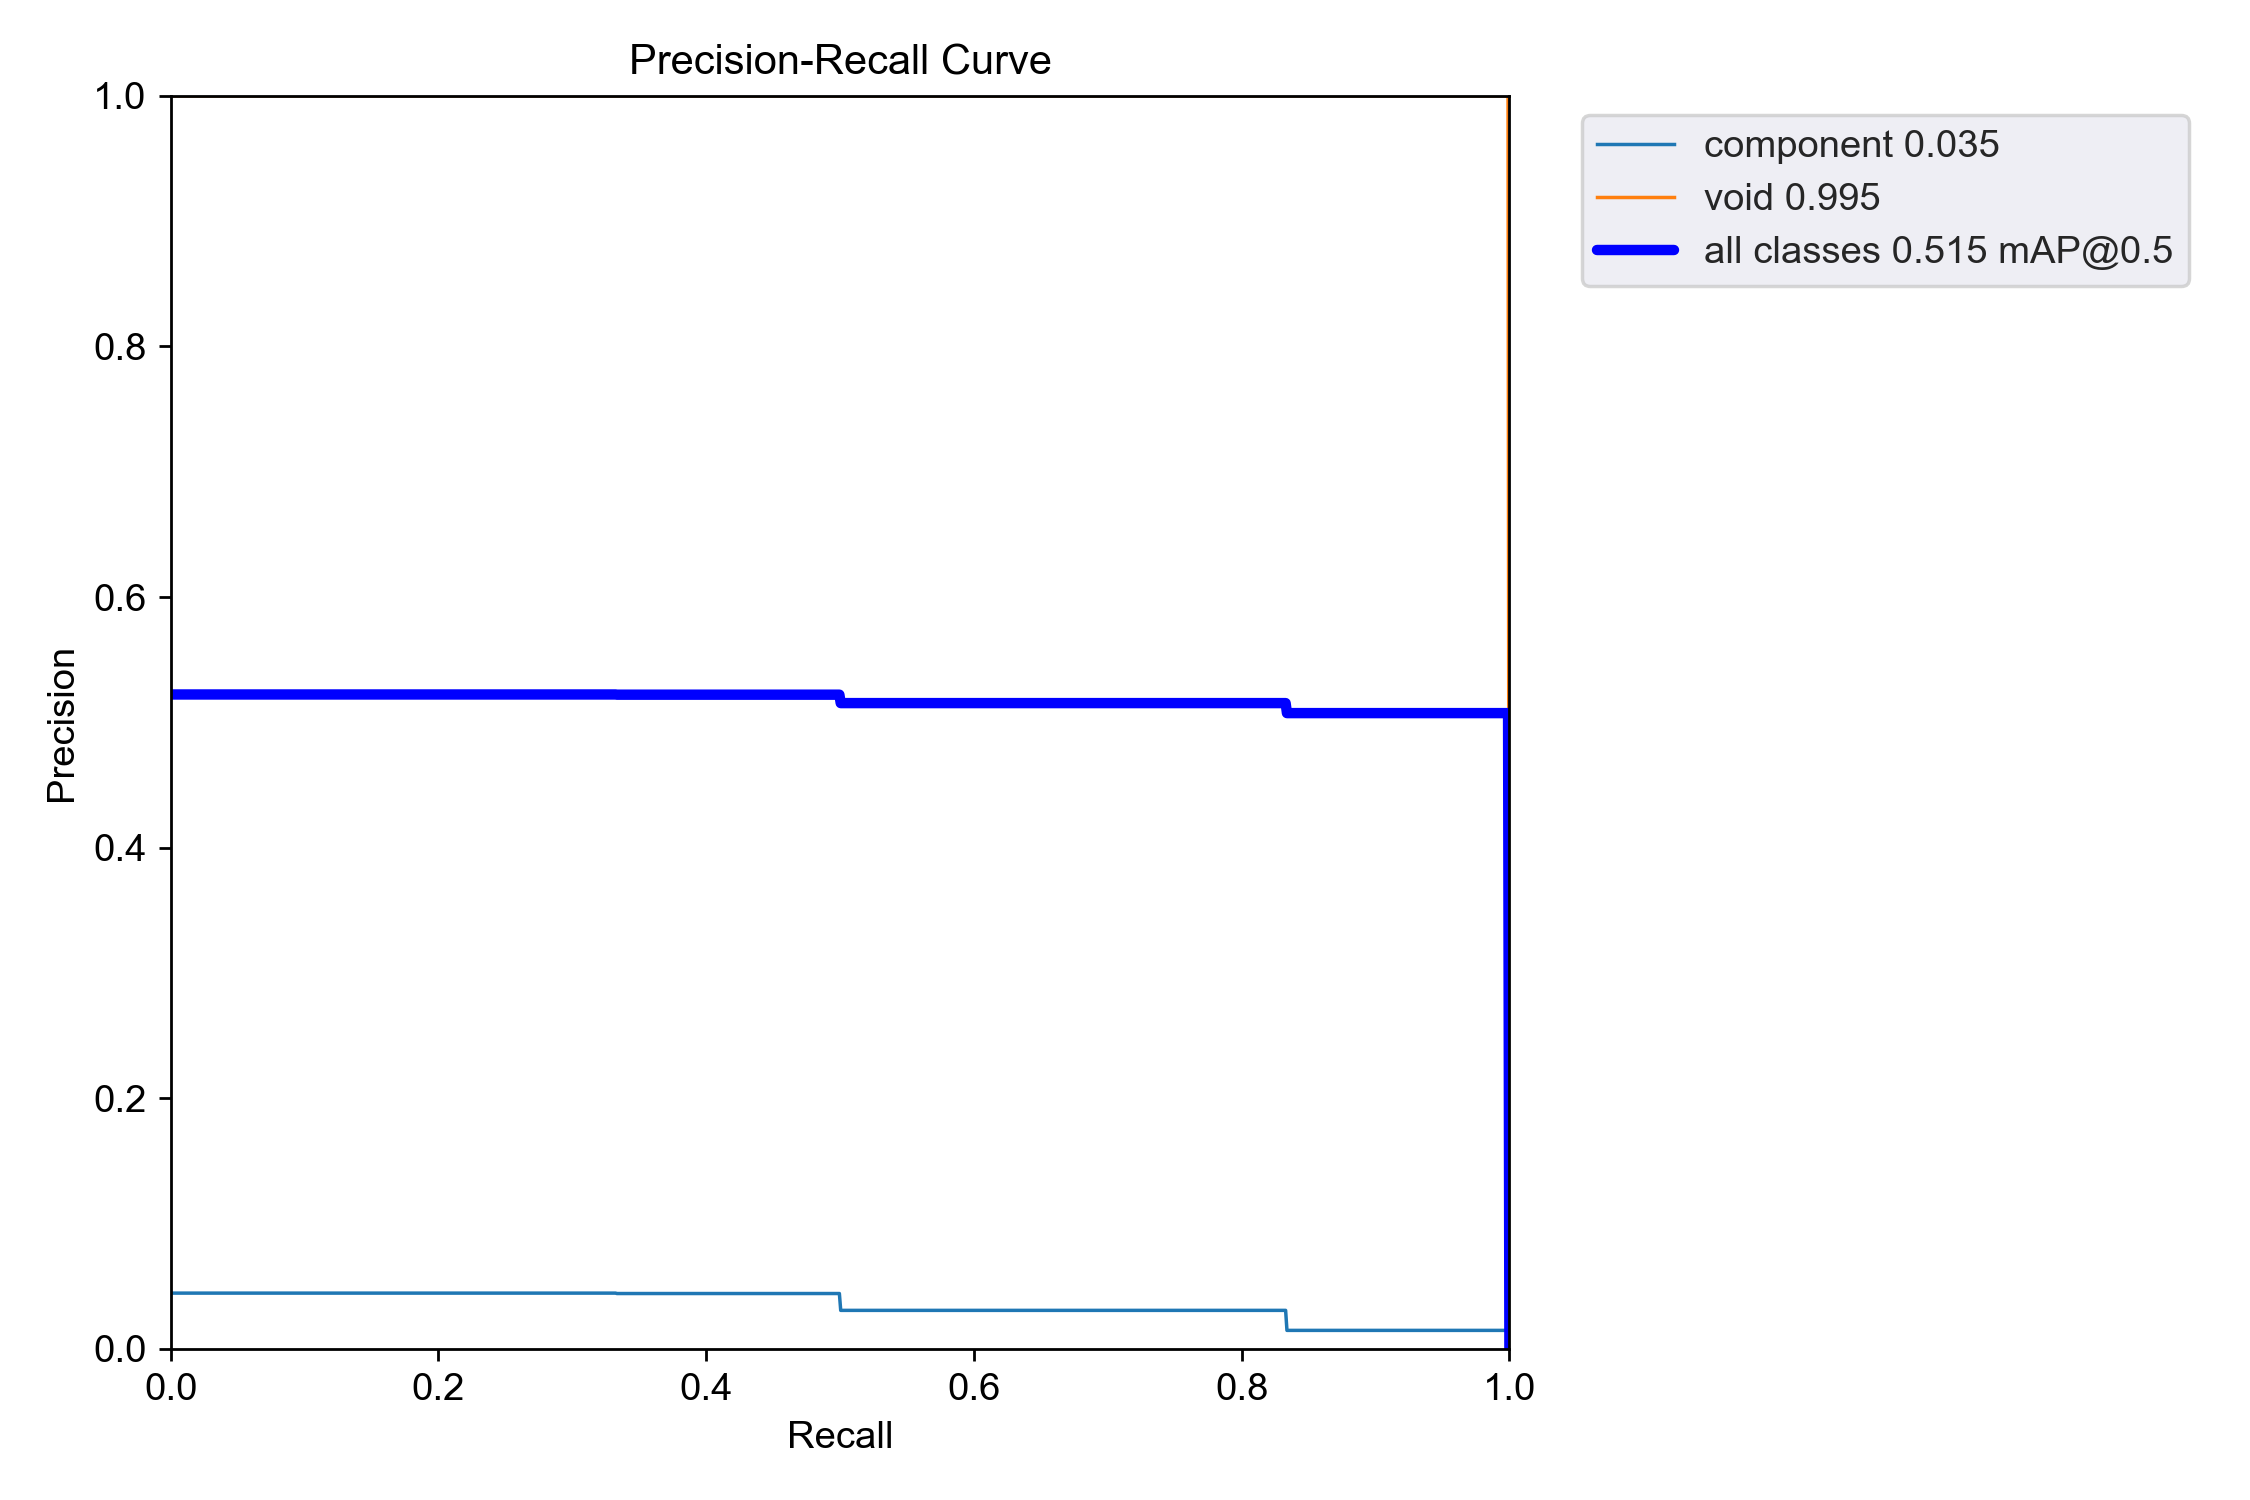 Precision-Recall Curve
1.0
0.8
0.6
0.4
0.2
0.0
Precision
0.0 0.2 0.4 0.6 0.8 1.0
Recall
component 0.035
void 0.995
all classes 0.515 mAP@0.5